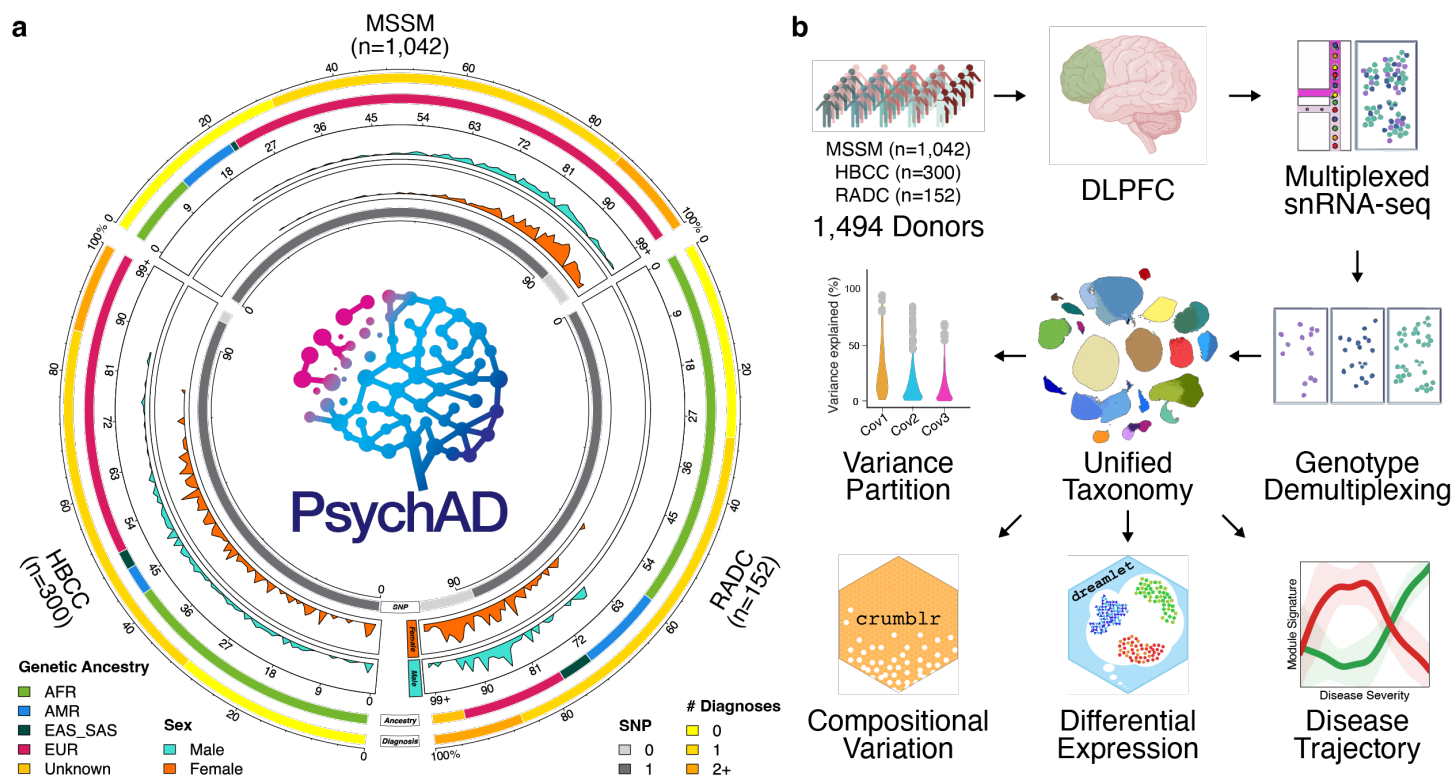 a
MSSM
(n=1,042)
0
20
40
60
80
100%
0
9
18
27
36
45
54
63
72
81
90
99+
0
90
RADC
(n=152)
0
20
40
60
80
100%
0
9
18
27
36
45
54
63
72
81
90
99+
0
90
HBCC
(n=300)
0
20
40
60
80
100%
0
9
18
27
36
45
54
63
72
81
90
99+
0
90
PsychAD
SNP
Female
Male
Ancestry
Diagnosis
Genetic Ancestry
AFR
AMR
EAS_SAS
EUR
Unknown
Sex
Male
Female
SNP
0
1
# Diagnoses
0
1
2+
b
MSSM (n=1,042)
HBCC (n=300)
RADC (n=152)
1,494 Donors
DLPFC
Multiplexed
snRNA-seq
Variance explained (%)
100
50
0
Cov1
Cov2
Cov3
Variance
Partition
Unified
Taxonomy
Genotype
Demultiplexing
crumblr
Compositional
Variation
dreamlet
Differential
Expression
Module Signature
Disease Severity
Disease
Trajectory